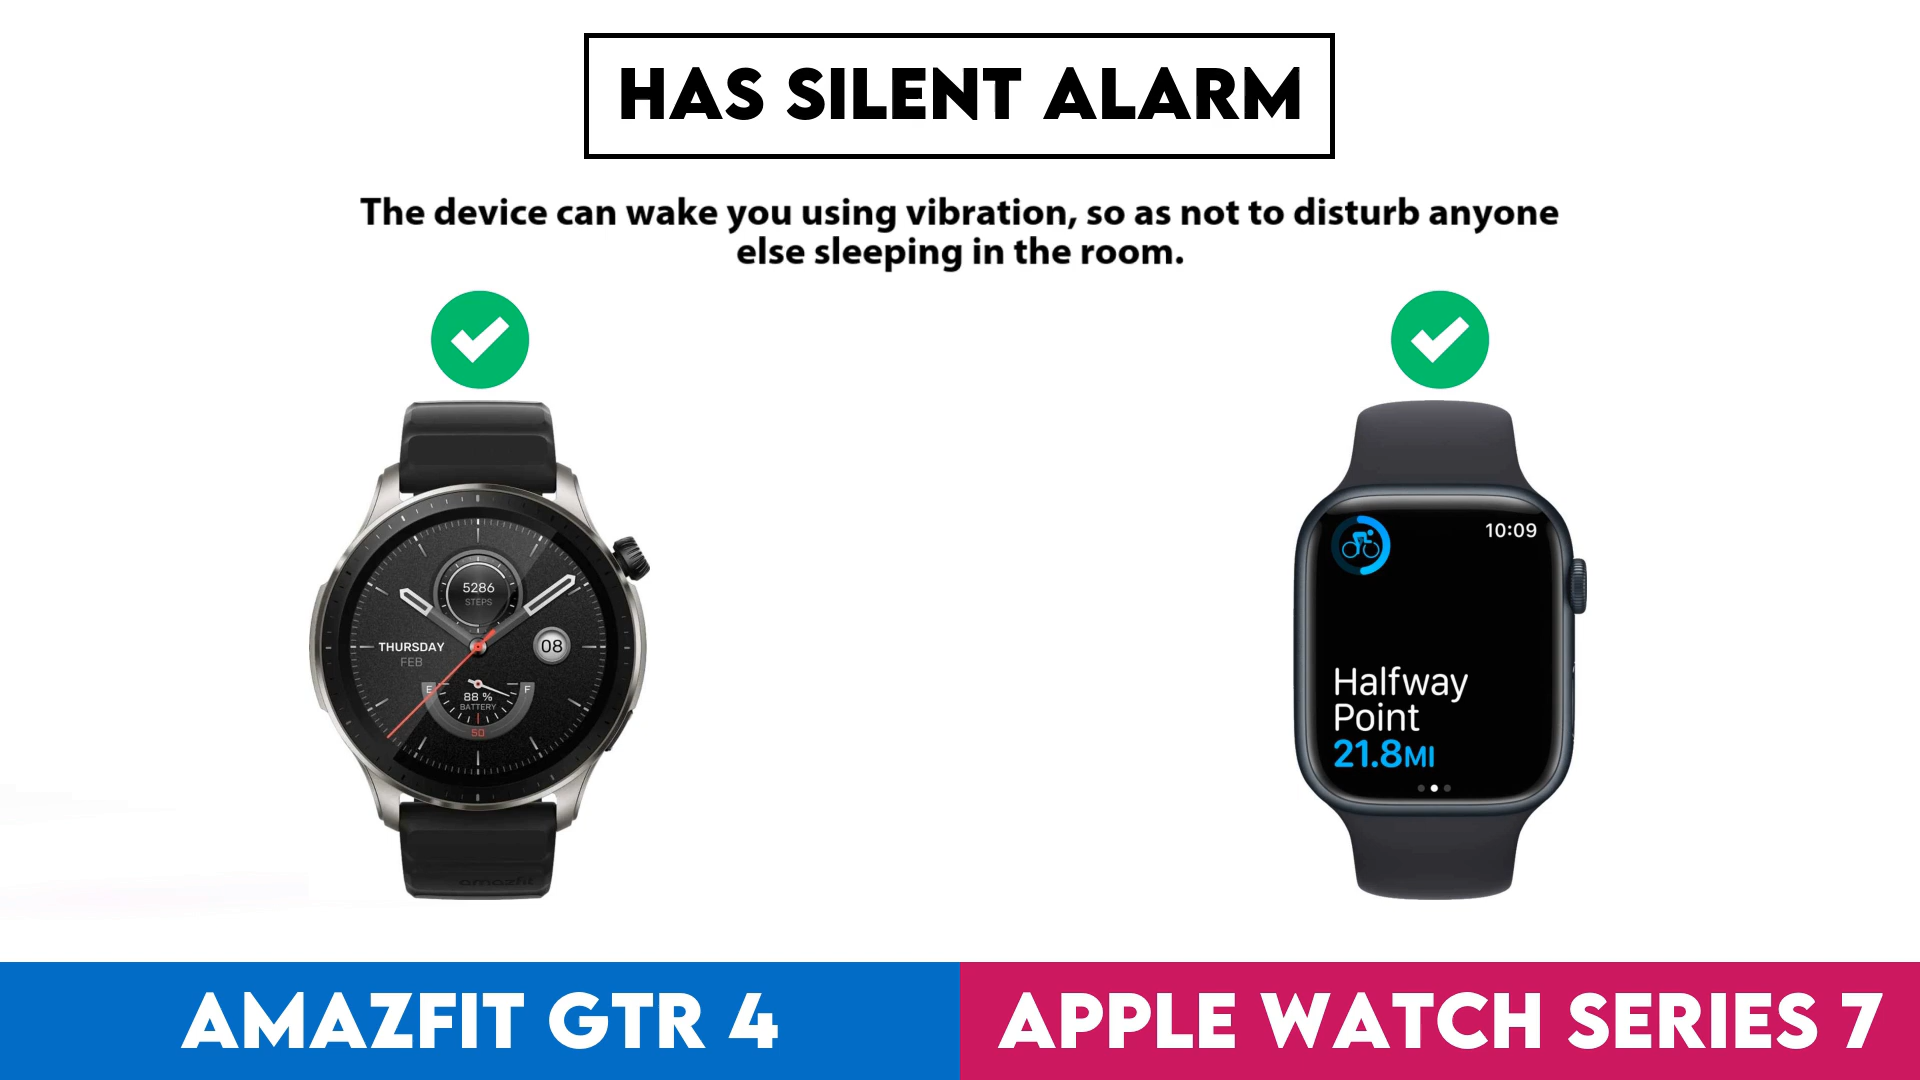 HAS SILENT ALARM
The device can wake you using vibration, so as not to disturb anyone
else sleeping in the room.
5286
STEPS
THURSDAY
FEB
08
E
F
88 %
BATTERY
50
amazfit
10:09
Halfway
Point
21.8MI
AMAZFIT GTR 4
APPLE WATCH SERIES 7